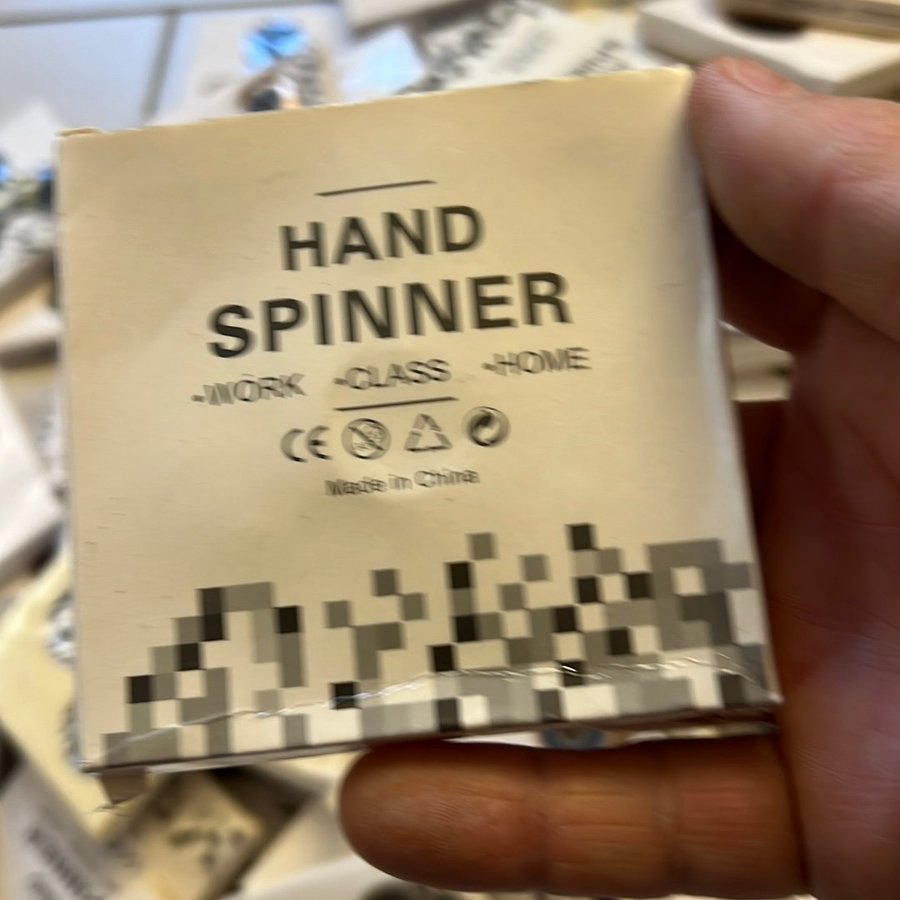 HAND
SPINNER
•WORK •CLASS •HOME
CE
Made in China